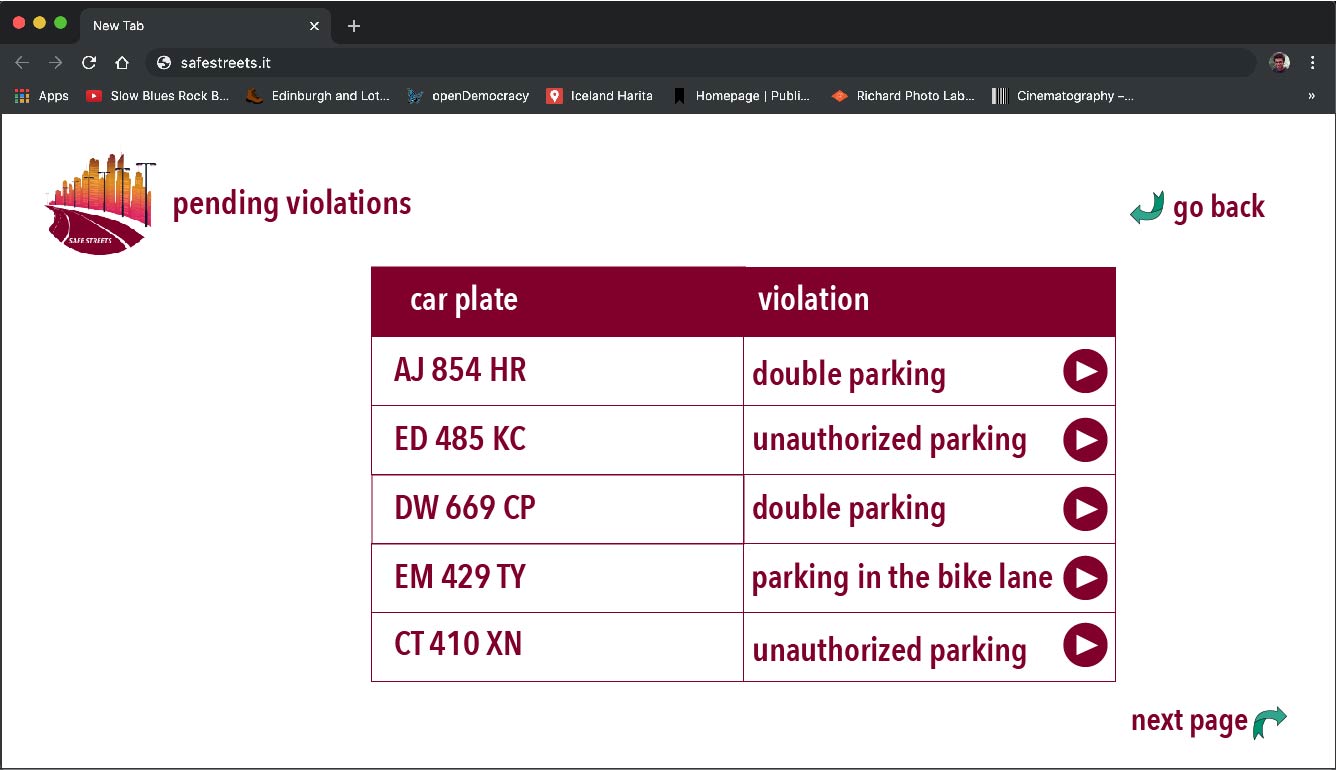 New Tab
safestreets.it
Apps Slow Blues Rock B... Edinburgh and Lot... openDemocracy Iceland Harita Homepage | Publi... Richard Photo Lab... Cinematography –... »
SAFE STREETS
pending violations
go back
car plate violation
AJ 854 HR double parking
ED 485 KC unauthorized parking
DW 669 CP double parking
EM 429 TY parking in the bike lane
CT 410 XN unauthorized parking
next page